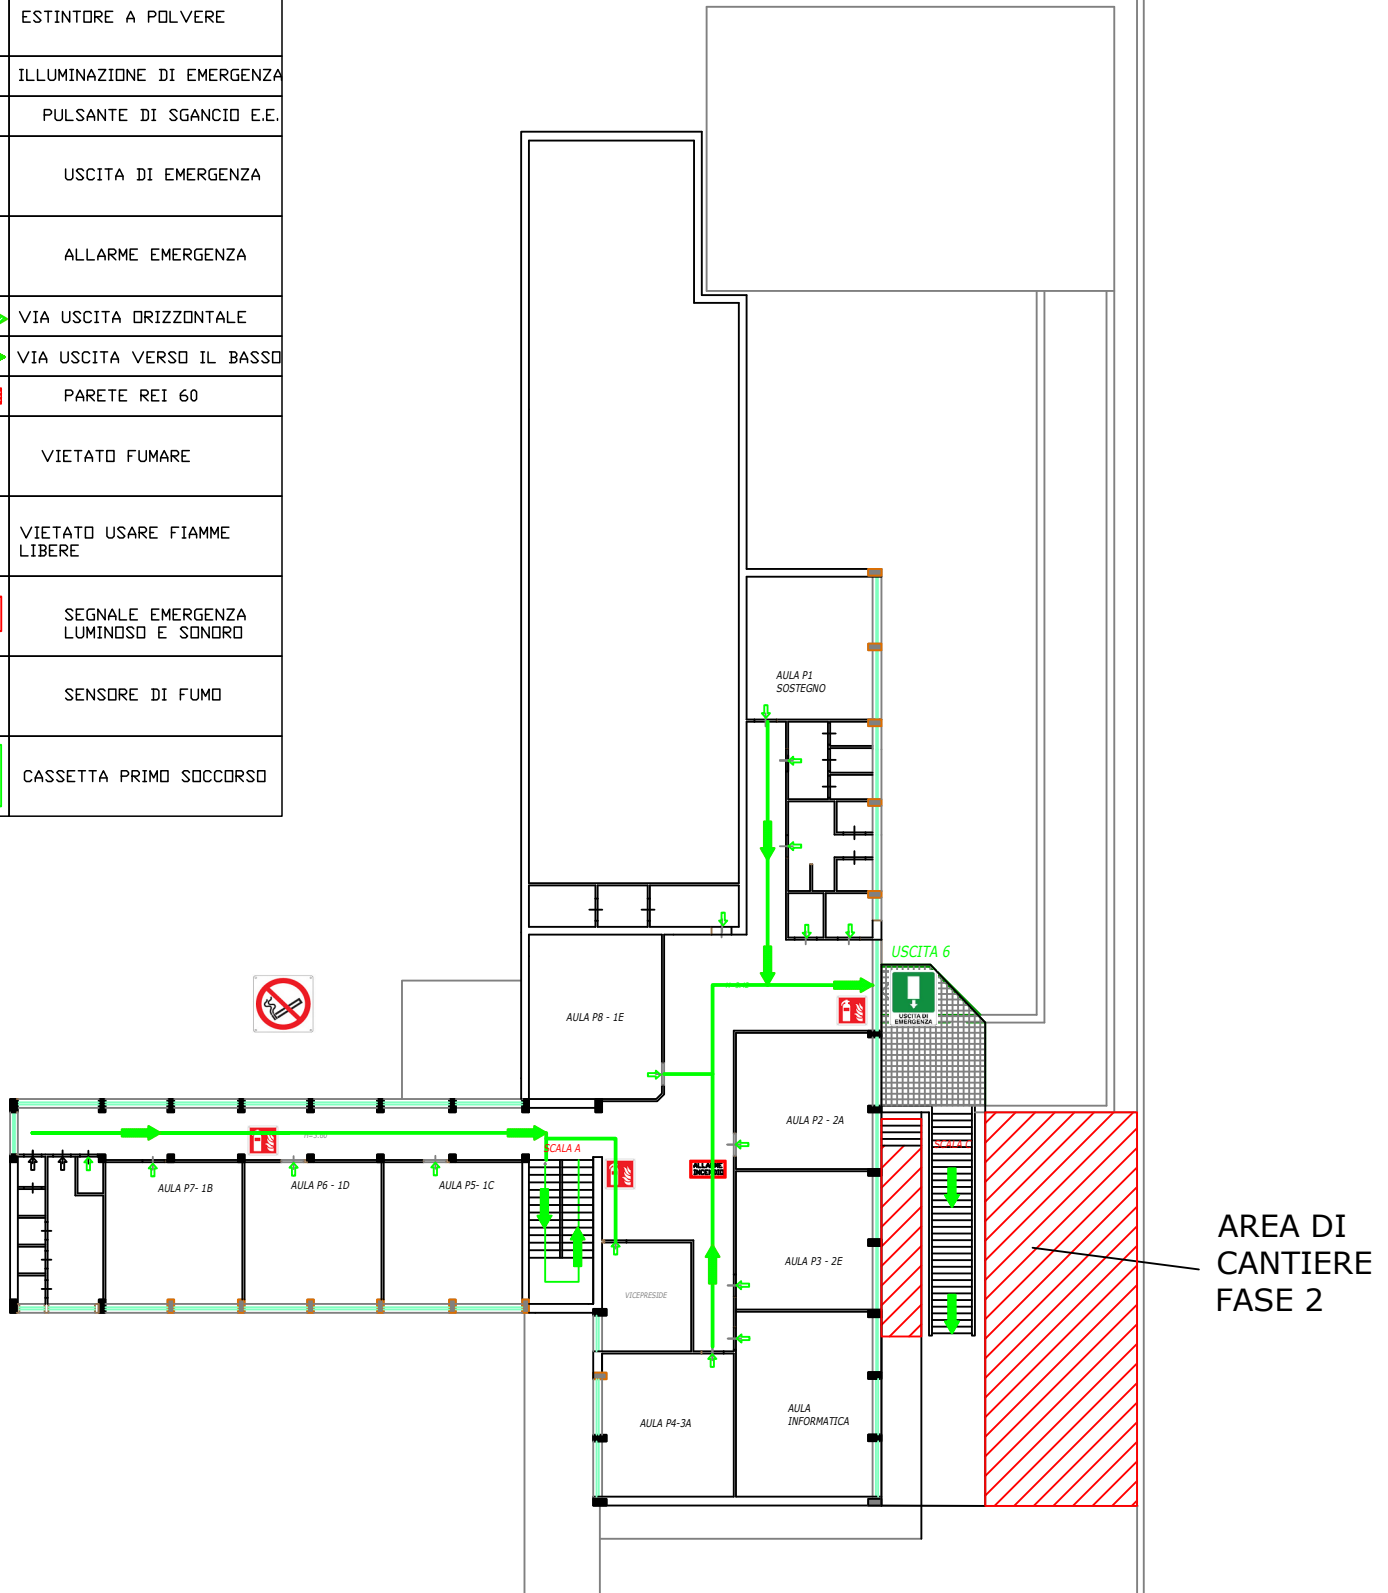 ESTINTORE A POLVERE
ILLUMINAZIONE DI EMERGENZA
PULSANTE DI SGANCIO E.E.
USCITA DI EMERGENZA
ALLARME EMERGENZA
VIA USCITA ORIZZONTALE
VIA USCITA VERSO IL BASSO
PARETE REI 60
VIETATO FUMARE
VIETATO USARE FIAMME
LIBERE
SEGNALE EMERGENZA
LUMINOSO E SONORO
SENSORE DI FUMO
CASSETTA PRIMO SOCCORSO
AULA P1
SOSTEGNO
USCITA 6
USCITA DI
EMERGENZA
AULA P8 - 1E
AULA P2 - 2A
SCALA A
ALLARME
INCENDIO
AULA P7- 1B
AULA P6 - 1D
AULA P5- 1C
AULA P3 - 2E
VICEPRESIDE
AREA DI
CANTIERE
FASE 2
AULA P4-3A
AULA
INFORMATICA